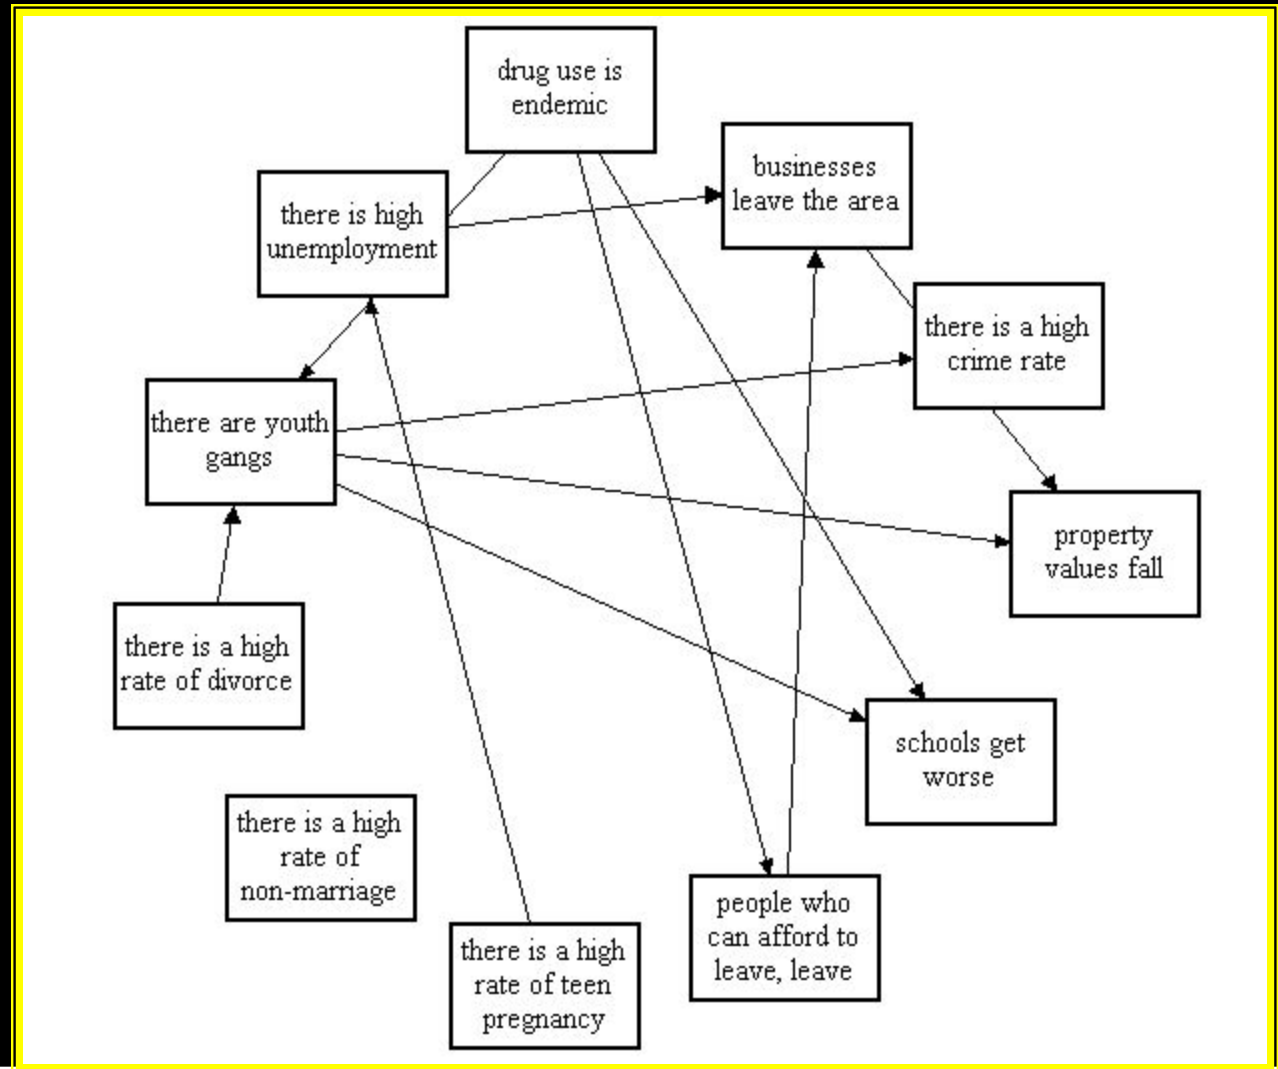 drug use is
endemic
businesses
leave the area
there is high
unemployment
there is a high
crime rate
there are youth
gangs
property
values fall
there is a high
rate of divorce
schools get
worse
there is a high
rate of
non-marriage
people who
can afford to
leave, leave
there is a high
rate of teen
pregnancy